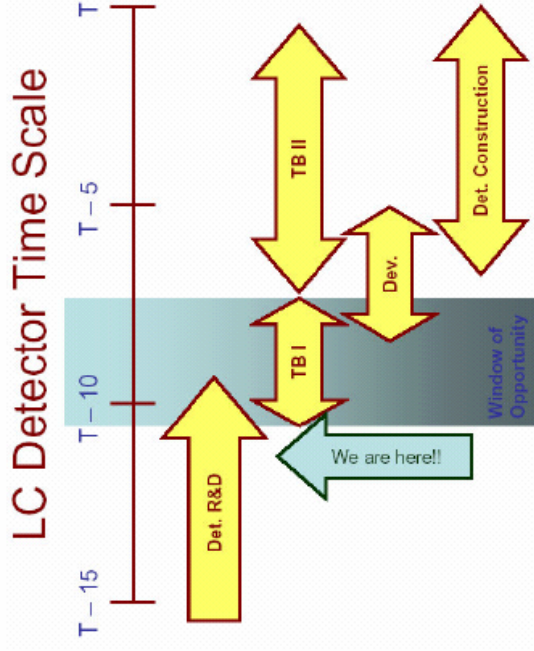 LC Detector Time Scale
T – 15
T – 10
T – 5
T
Det. R&D
TB I
TB II
We are here!!
Dev.
Det. Construction
Window of
Opportunity